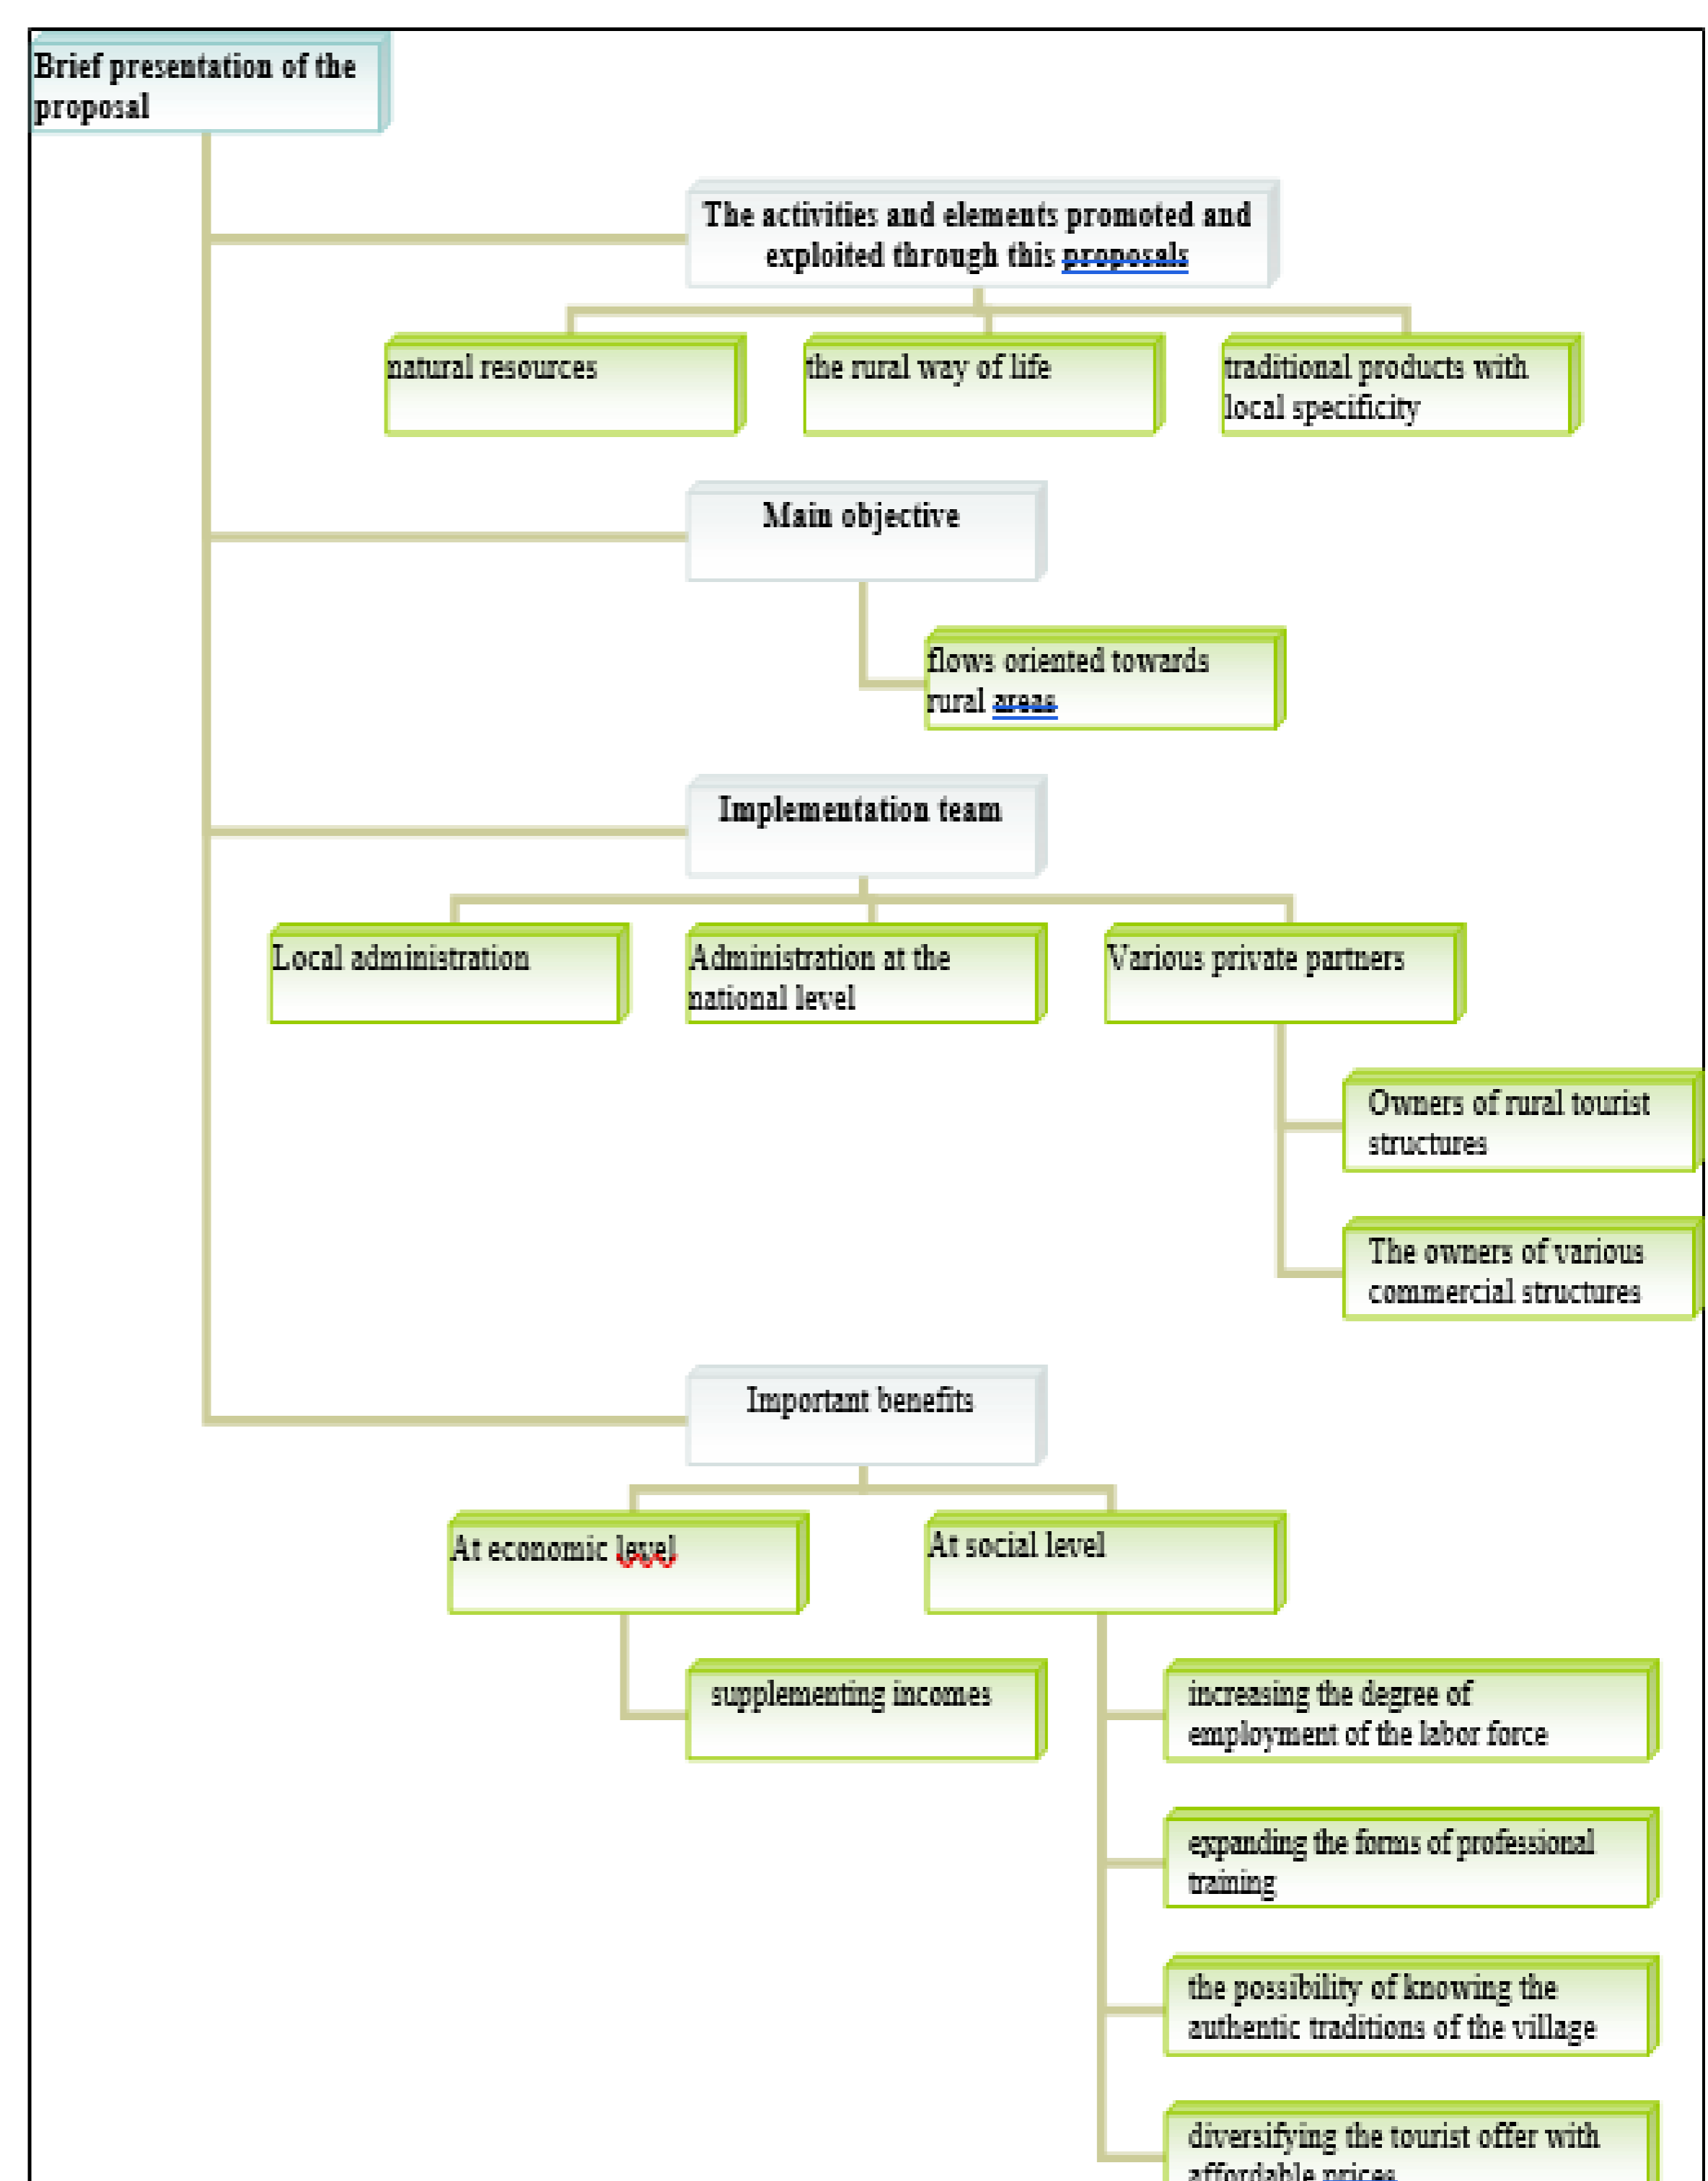 Brief presentation of the
proposal
The activities and elements promoted and
exploited through this proposals
natural resources
the rural way of life
traditional products with
local specificity
Main objective
flows oriented towards
rural areas
Implementation team
Local administration
Administration at the
national level
Various private partners
Owners of rural tourist
structures
The owners of various
commercial structures
Important benefits
At economic level
At social level
supplementing incomes
increasing the degree of
employment of the labor force
expanding the forms of professional
training
the possibility of knowing the
authentic traditions of the village
diversifying the tourist offer with
affordable prices